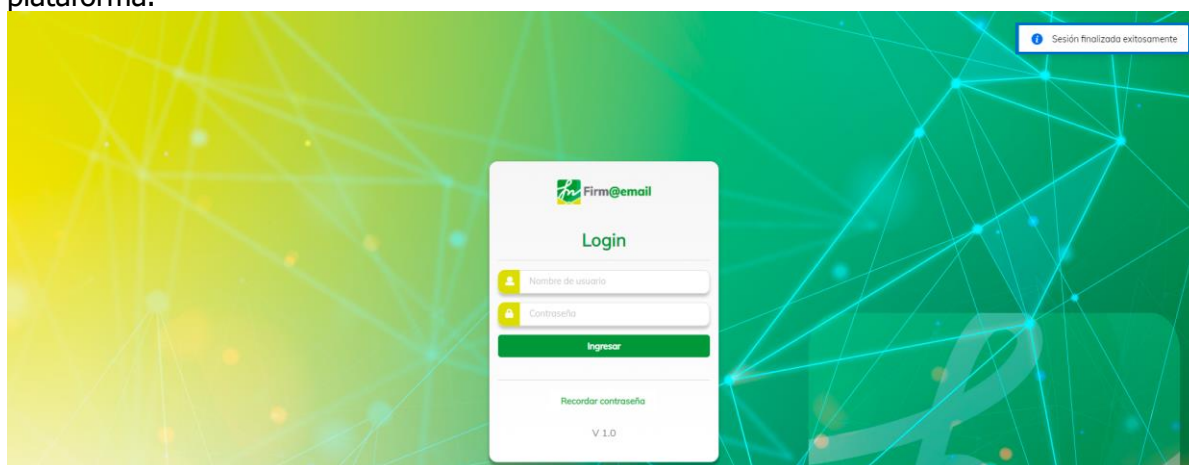 plataforma.
Sesión finalizada exitosamente
Firm@email
Login
Nombre de usuario
Contraseña
Ingresar
Recordar contraseña
V 1.0